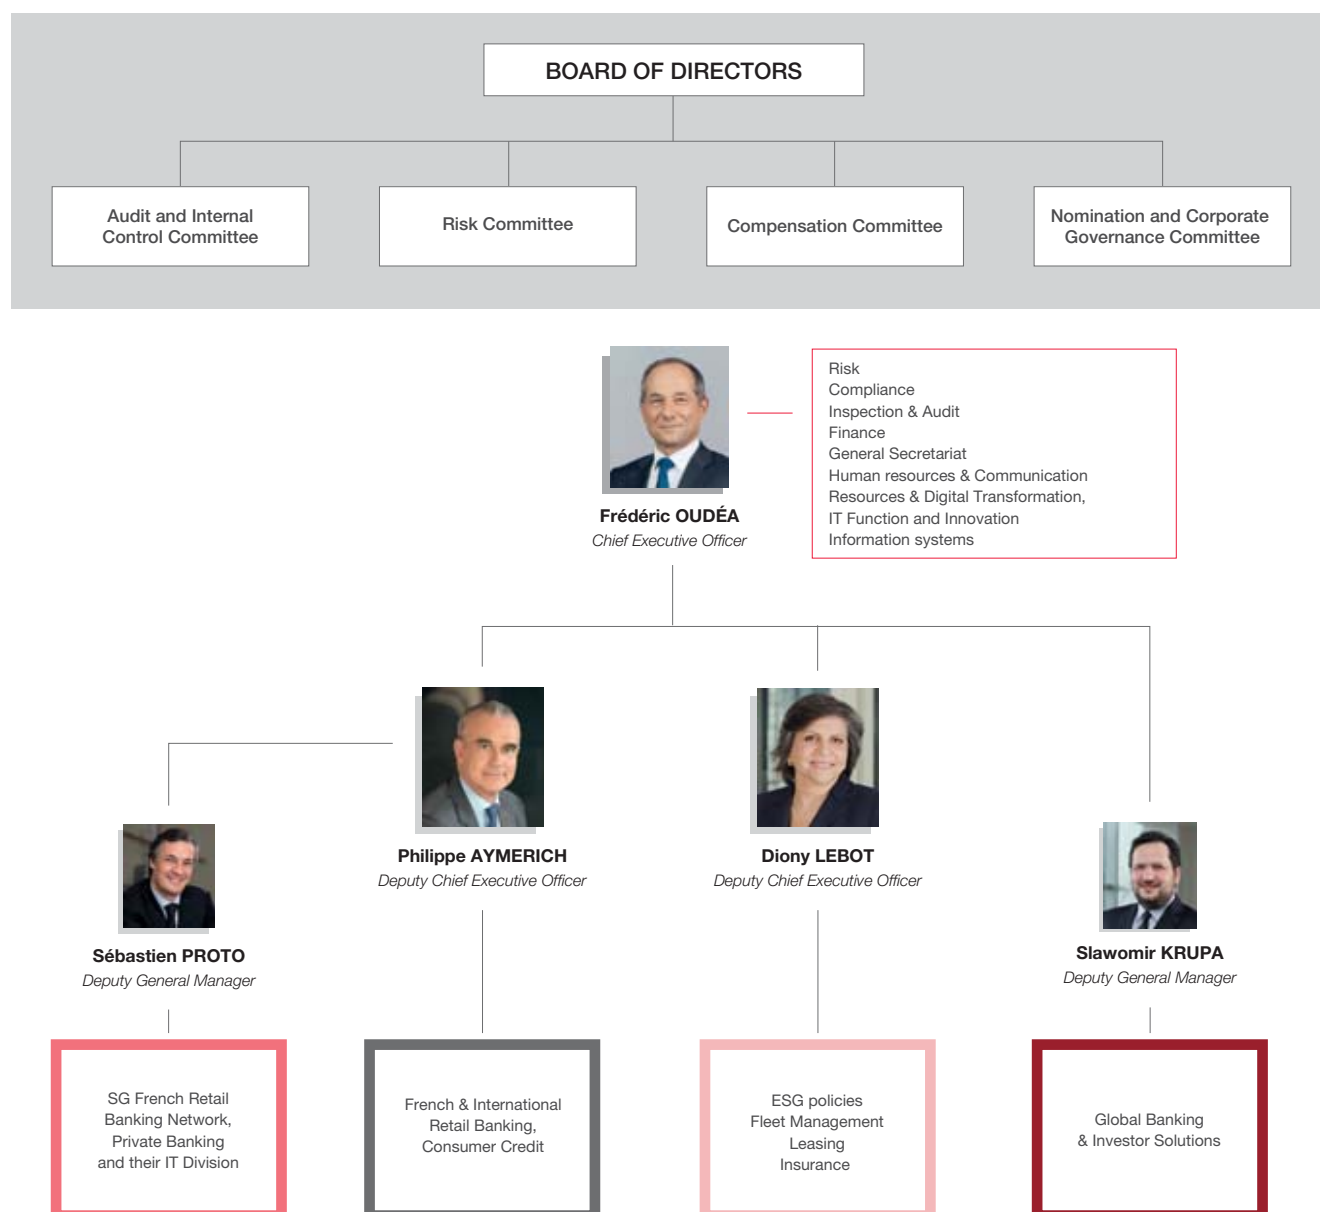 BOARD OF DIRECTORS
Audit and Internal
Control Committee
Risk Committee
Compensation Committee
Nomination and Corporate
Governance Committee
Risk
Compliance
Inspection & Audit
Finance
General Secretariat
Human resources & Communication
Resources & Digital Transformation,
IT Function and Innovation
Information systems
Frédéric OUDÉA
Chief Executive Officer
Philippe AYMERICH
Deputy Chief Executive Officer
Diony LEBOT
Deputy Chief Executive Officer
Sébastien PROTO
Deputy General Manager
Slawomir KRUPA
Deputy General Manager
SG French Retail
Banking Network,
Private Banking
and their IT Division
French & International
Retail Banking,
Consumer Credit
ESG policies
Fleet Management
Leasing
Insurance
Global Banking
& Investor Solutions